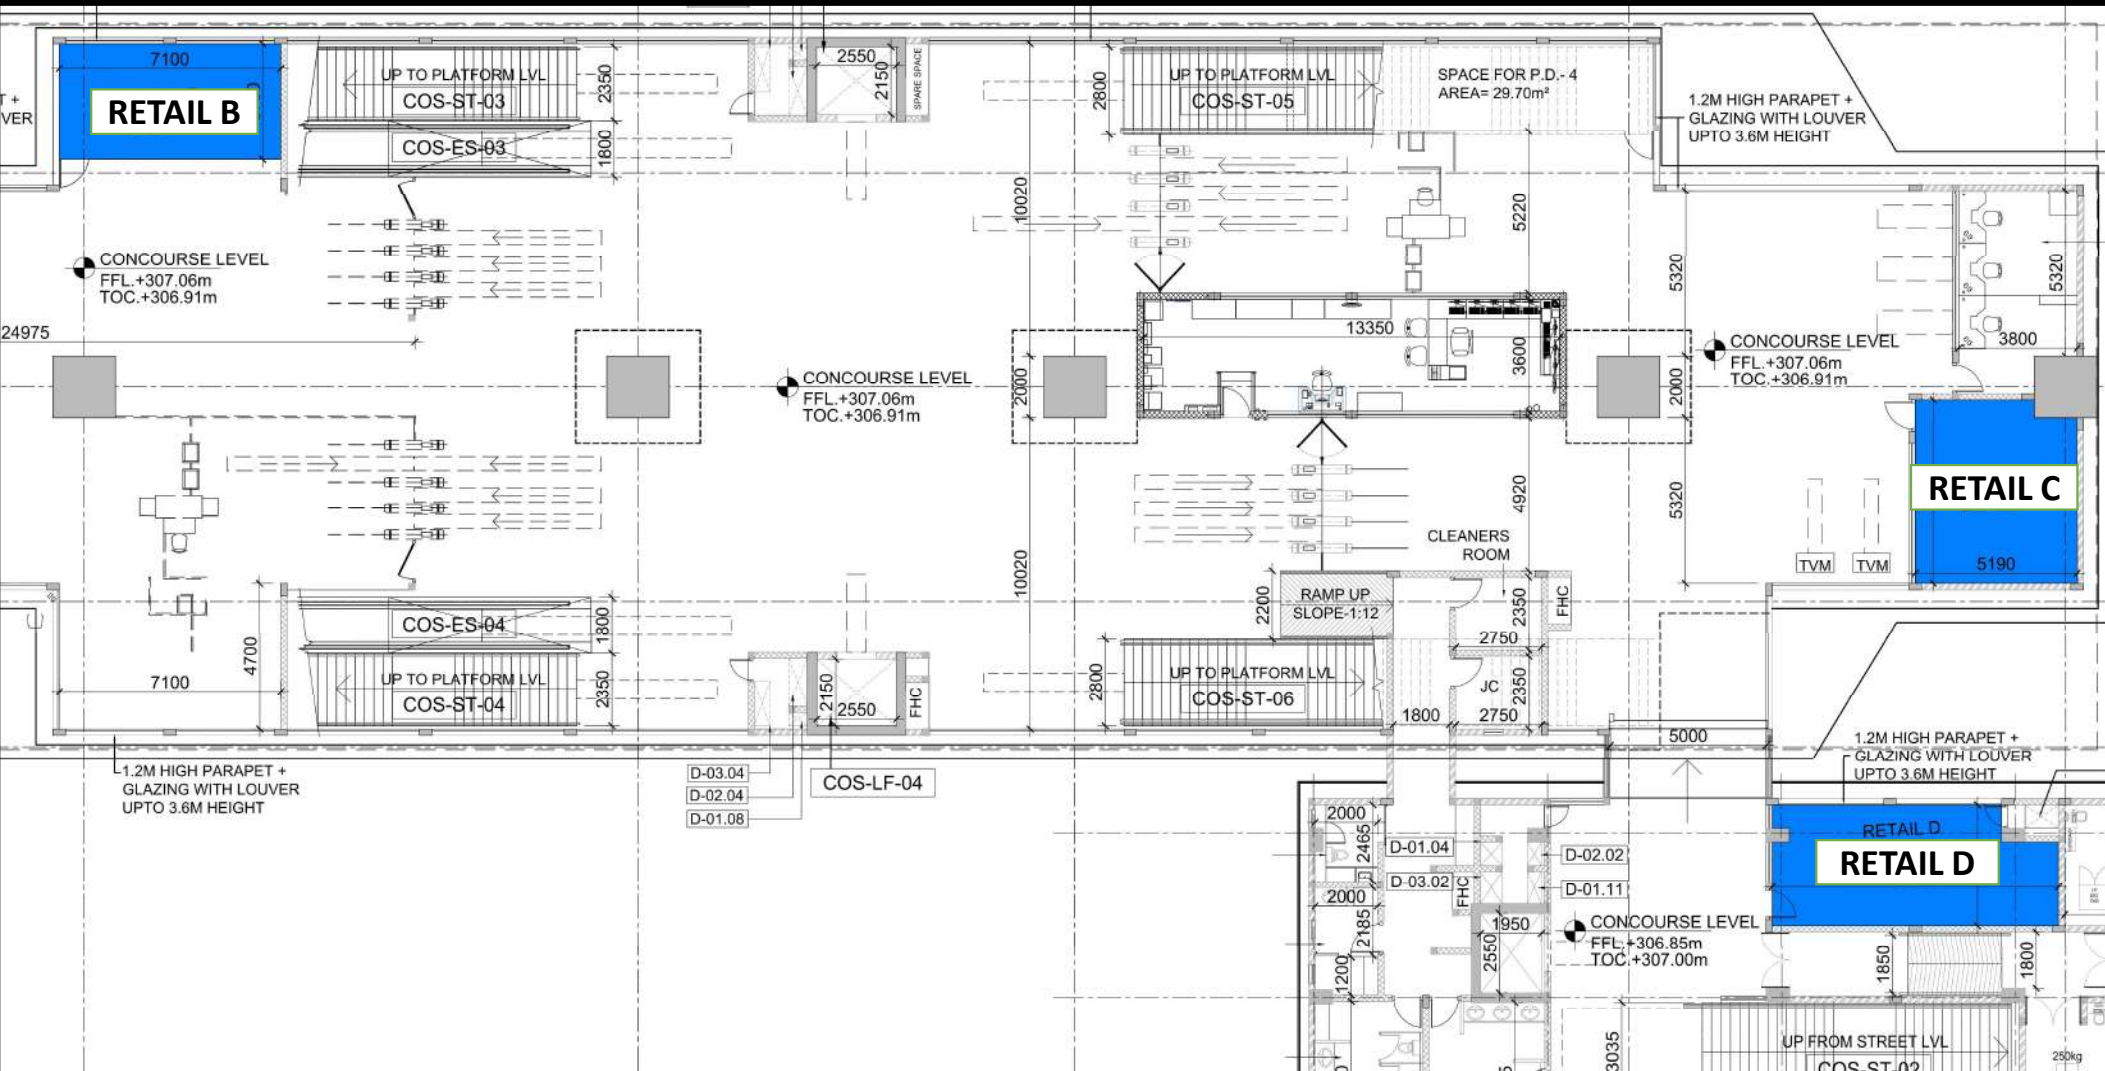 7100
RETAIL B
T +
VER
UP TO PLATFORM LVL
COS-ST-03
2350
COS-ES-03
1800
2550
2150
SPARE SPACE
10020
2800
UP TO PLATFORM LVL
COS-ST-05
SPACE FOR P.D.- 4
AREA= 29.70m²
1.2M HIGH PARAPET +
GLAZING WITH LOUVER
UPTO 3.6M HEIGHT
5220
5320
5320
3800
CONCOURSE LEVEL
FFL.+307.06m
TOC.+306.91m
24975
CONCOURSE LEVEL
FFL.+307.06m
TOC.+306.91m
2000
13350
3600
CONCOURSE LEVEL
FFL.+307.06m
TOC.+306.91m
2000
RETAIL C
5190
5320
4920
TVM
TVM
CLEANERS
ROOM
10020
RAMP UP
SLOPE-1:12
2200
2350
FHC
2750
COS-ES-04
1800
4700
7100
UP TO PLATFORM LVL
COS-ST-04
2350
2150
2550
FHC
2800
UP TO PLATFORM LVL
COS-ST-06
JC
2350
1800
2750
5000
1.2M HIGH PARAPET +
GLAZING WITH LOUVER
UPTO 3.6M HEIGHT
D-03.04
D-02.04
D-01.08
COS-LF-04
1.2M HIGH PARAPET +
GLAZING WITH LOUVER
UPTO 3.6M HEIGHT
2000
2465
D-01.04
D-02.02
D-03.02
FHC
D-01.11
2000
2185
1950
2550
1200
CONCOURSE LEVEL
FFL.+306.85m
TOC.+307.00m
RETAIL D
RETAIL D
1850
1800
3035
UP FROM STREET LVL
COS-ST-02
250kg